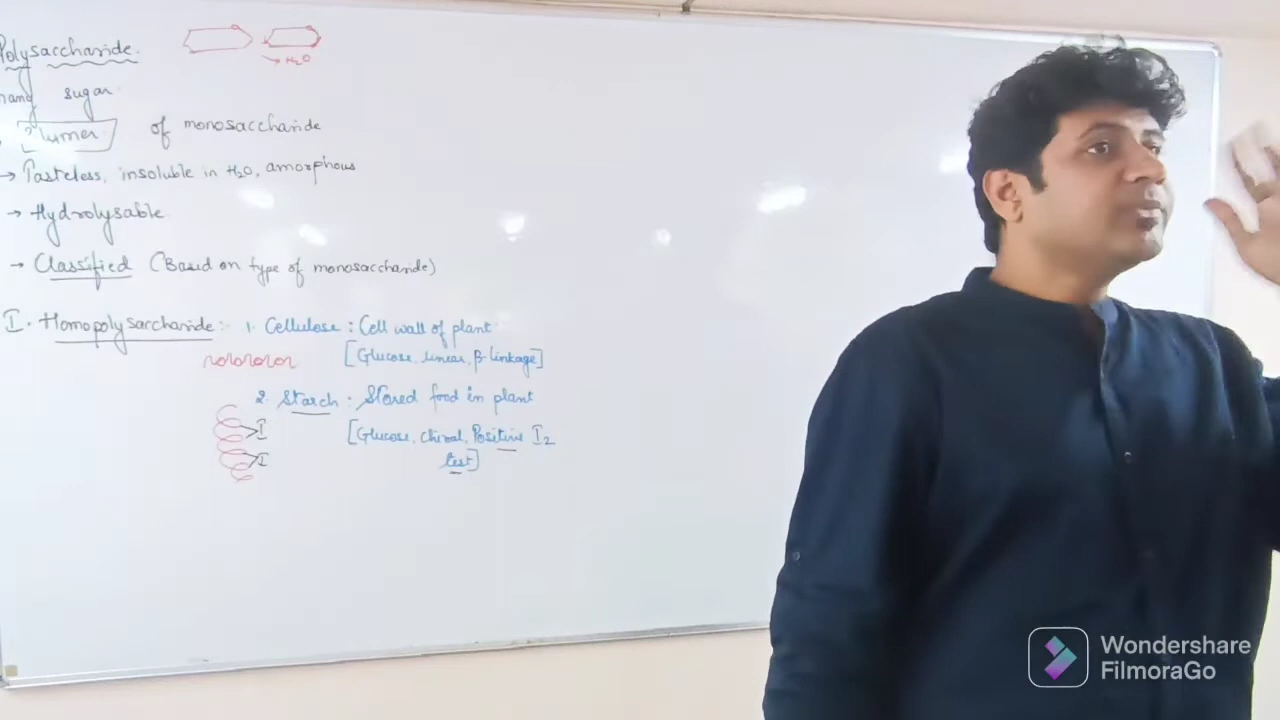 Polysaccharide.
→ H₂O
many sugar.
of monosaccharide
→ Tasteless, insoluble in H₂O, amorphous
→ Hydrolysable
→ Classified (Based on type of monosaccharide)
I. Homopolysaccharide:- 1. Cellulose : Cell wall of plant.
[Glucose, linear, β-linkage]
2. Starch : Stored food in plant
I
[Glucose, Positive I₂
I
test]
Wondershare
FilmoraGo